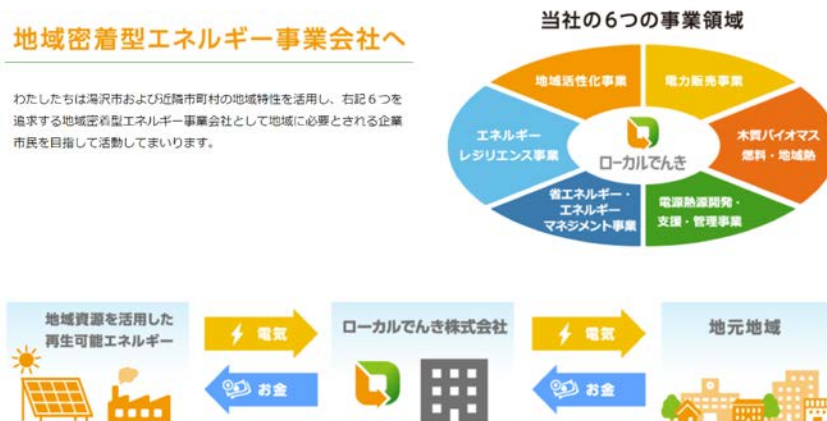 地域密着型エネルギー事業会社へ
わたしたちは湯沢市および近隣市町村の地域特性を活用し、右記６つを
追求する地域密着型エネルギー事業会社として地域に必要とされる企業
市民を目指して活動してまいります。
当社の6つの事業領域
地域活性化事業
電力販売事業
エネルギー
レジリエンス事業
ローカルでんき
木質バイオマス
燃料・地域熱
省エネルギー・
エネルギー
マネジメント事業
電源熱源開発・
支援・管理事業
地域資源を活用した
再生可能エネルギー
電気
お金
ローカルでんき株式会社
電気
お金
地元地域